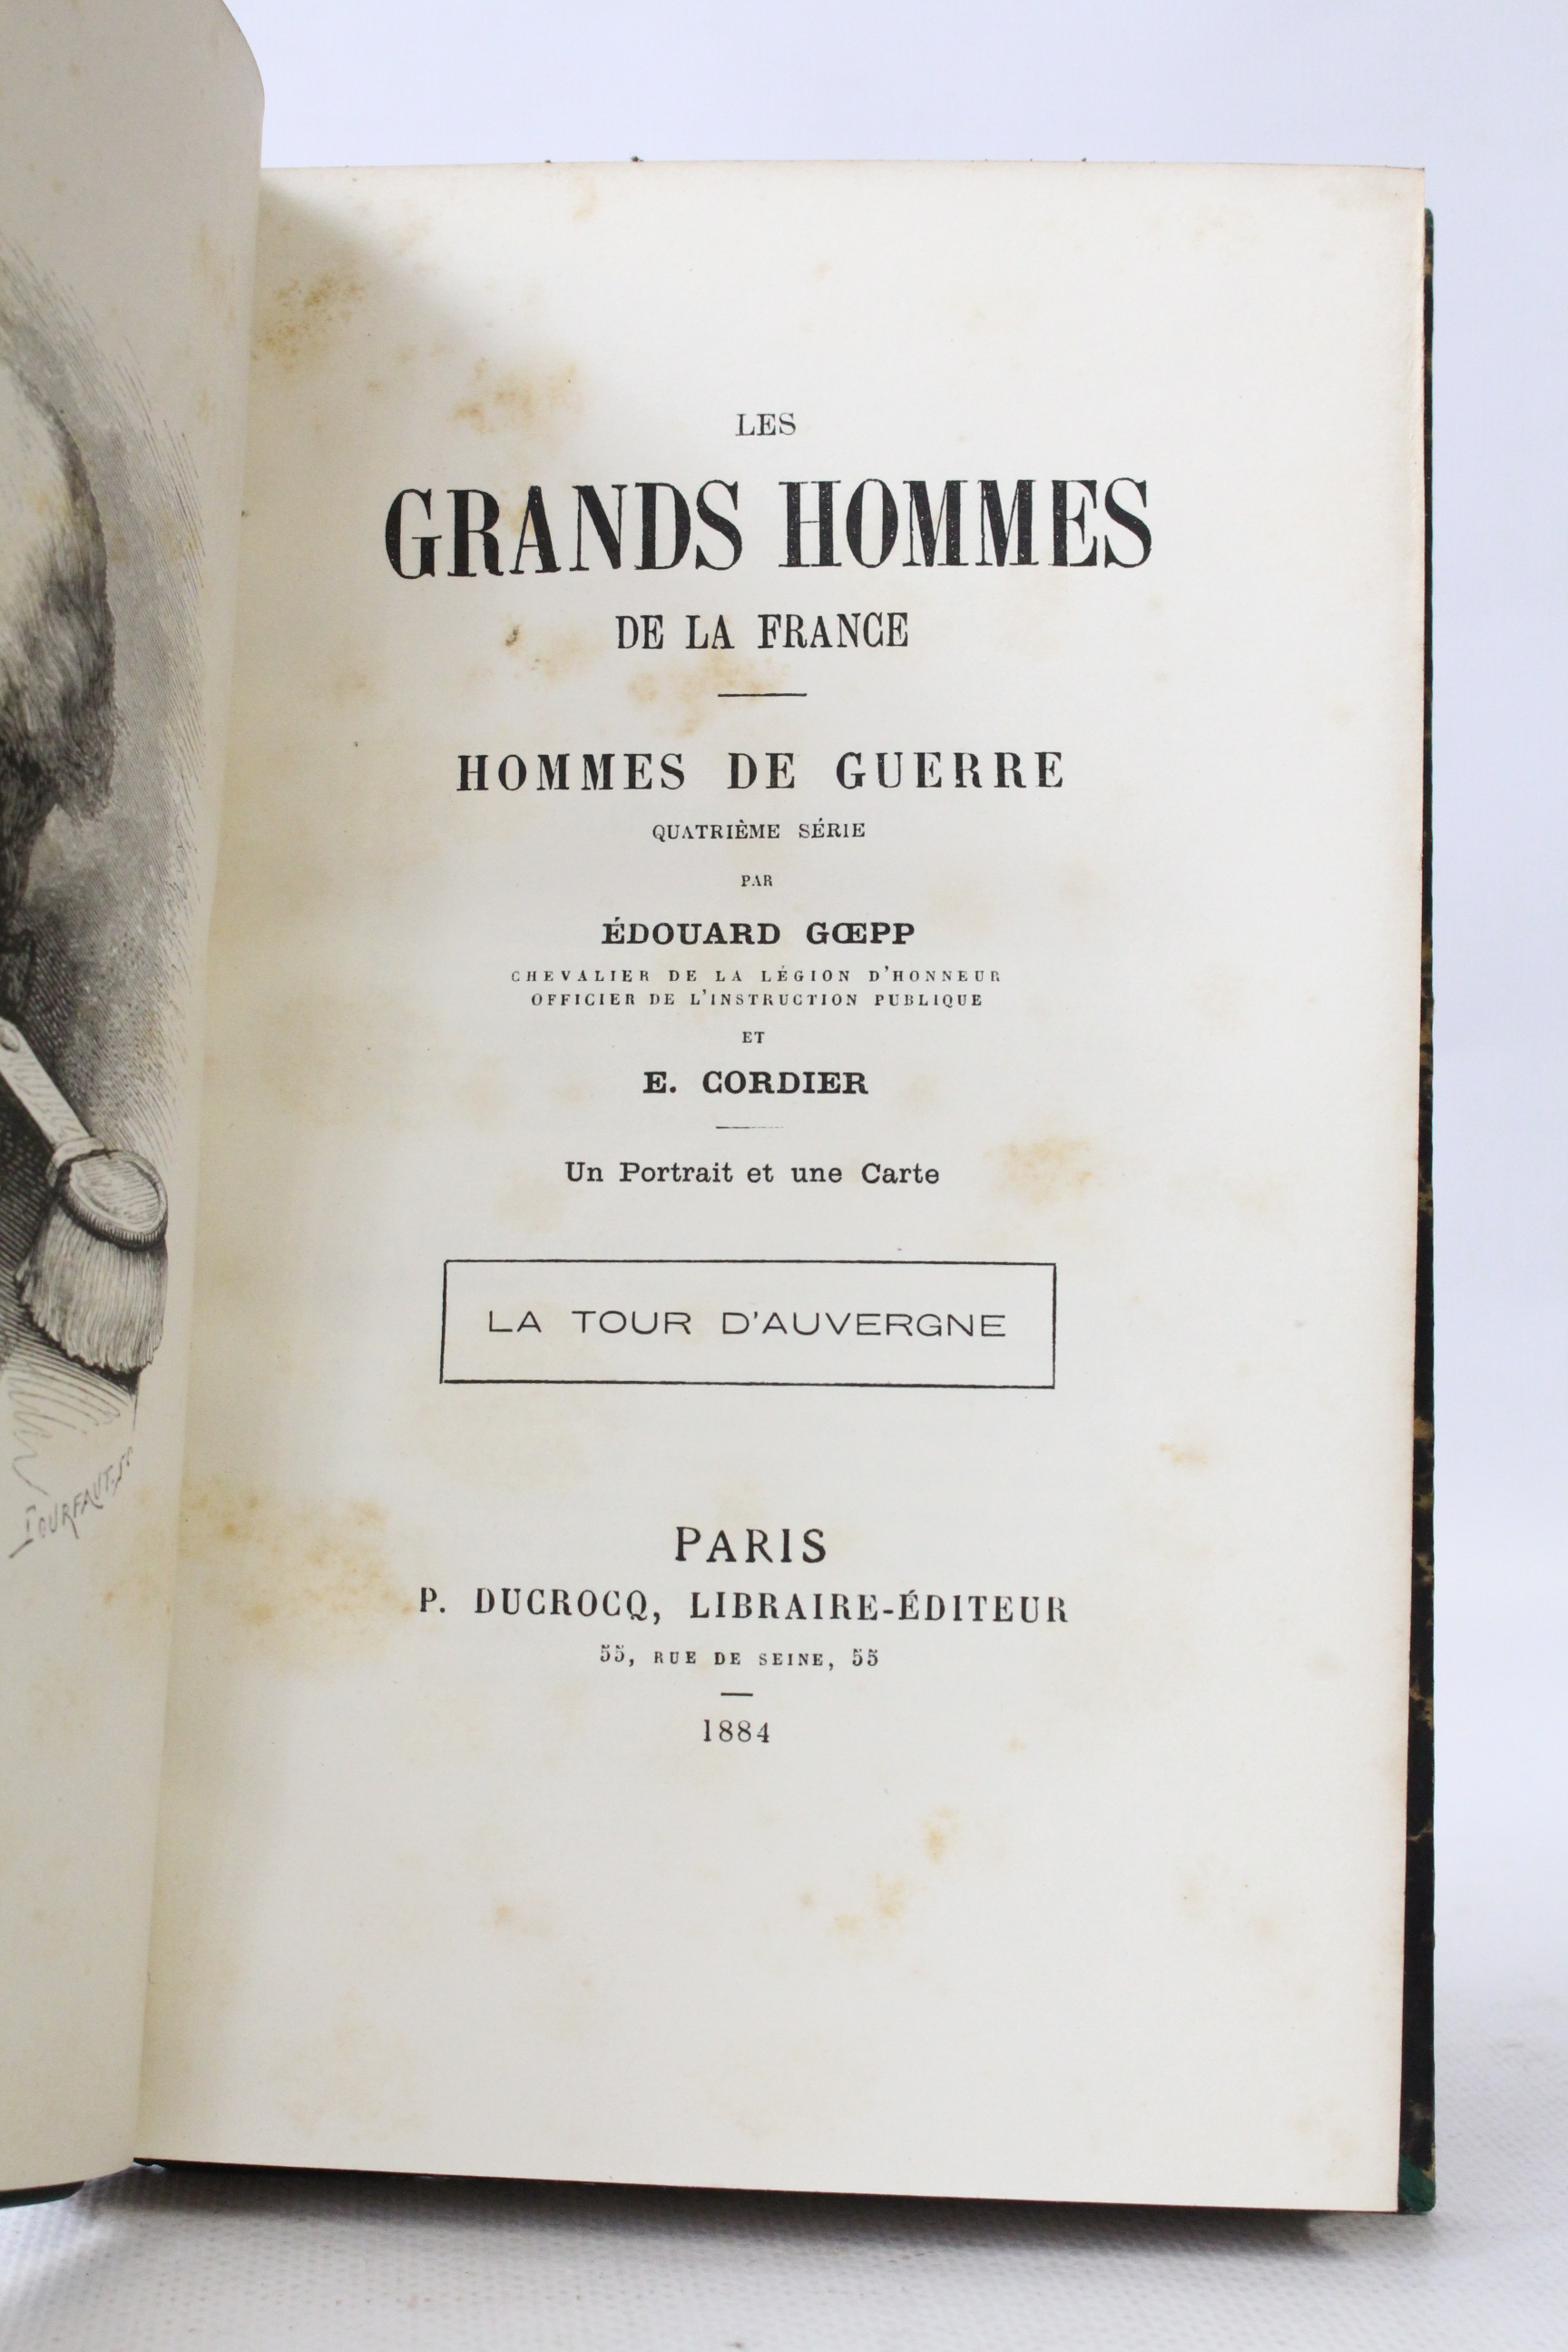 TOURFAUT. SC
LES
GRANDS HOMMES
DE LA FRANCE
HOMMES DE GUERRE
QUATRIÈME SÉRIE
PAR
ÉDOUARD GŒPP
CHEVALIER DE LA LÉGION D'HONNEUR
OFFICIER DE L'INSTRUCTION PUBLIQUE
ET
E. CORDIER
Un Portrait et une Carte
LA TOUR D'AUVERGNE
PARIS
P. DUCROCQ, LIBRAIRE-ÉDITEUR
55, RUE DE SEINE, 55
1884